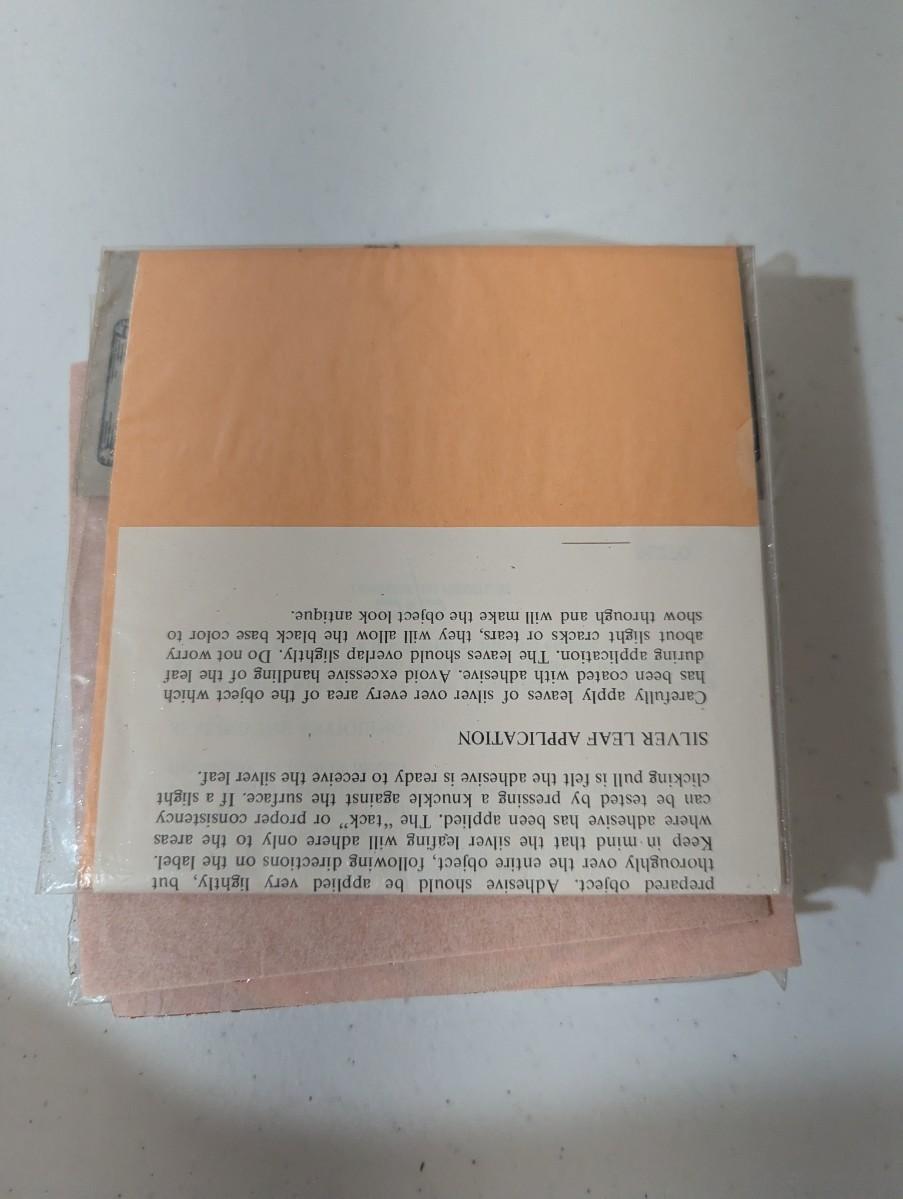 prepared object. Adhesive should be applied very lightly, but
thoroughly over the entire object, following directions on the label.
Keep in mind that the silver leafing will adhere only to the areas
where adhesive has been applied. The “tack” or proper consistency
can be tested by pressing a knuckle against the surface. If a slight
clicking pull is felt the adhesive is ready to receive the silver leaf.
SILVER LEAF APPLICATION
Carefully apply leaves of silver over every area of the object which
has been coated with adhesive. Avoid excessive handling of the leaf
during application. The leaves should overlap slightly. Do not worry
about slight cracks or tears, they will allow the black base color to
show through and will make the object look antique.